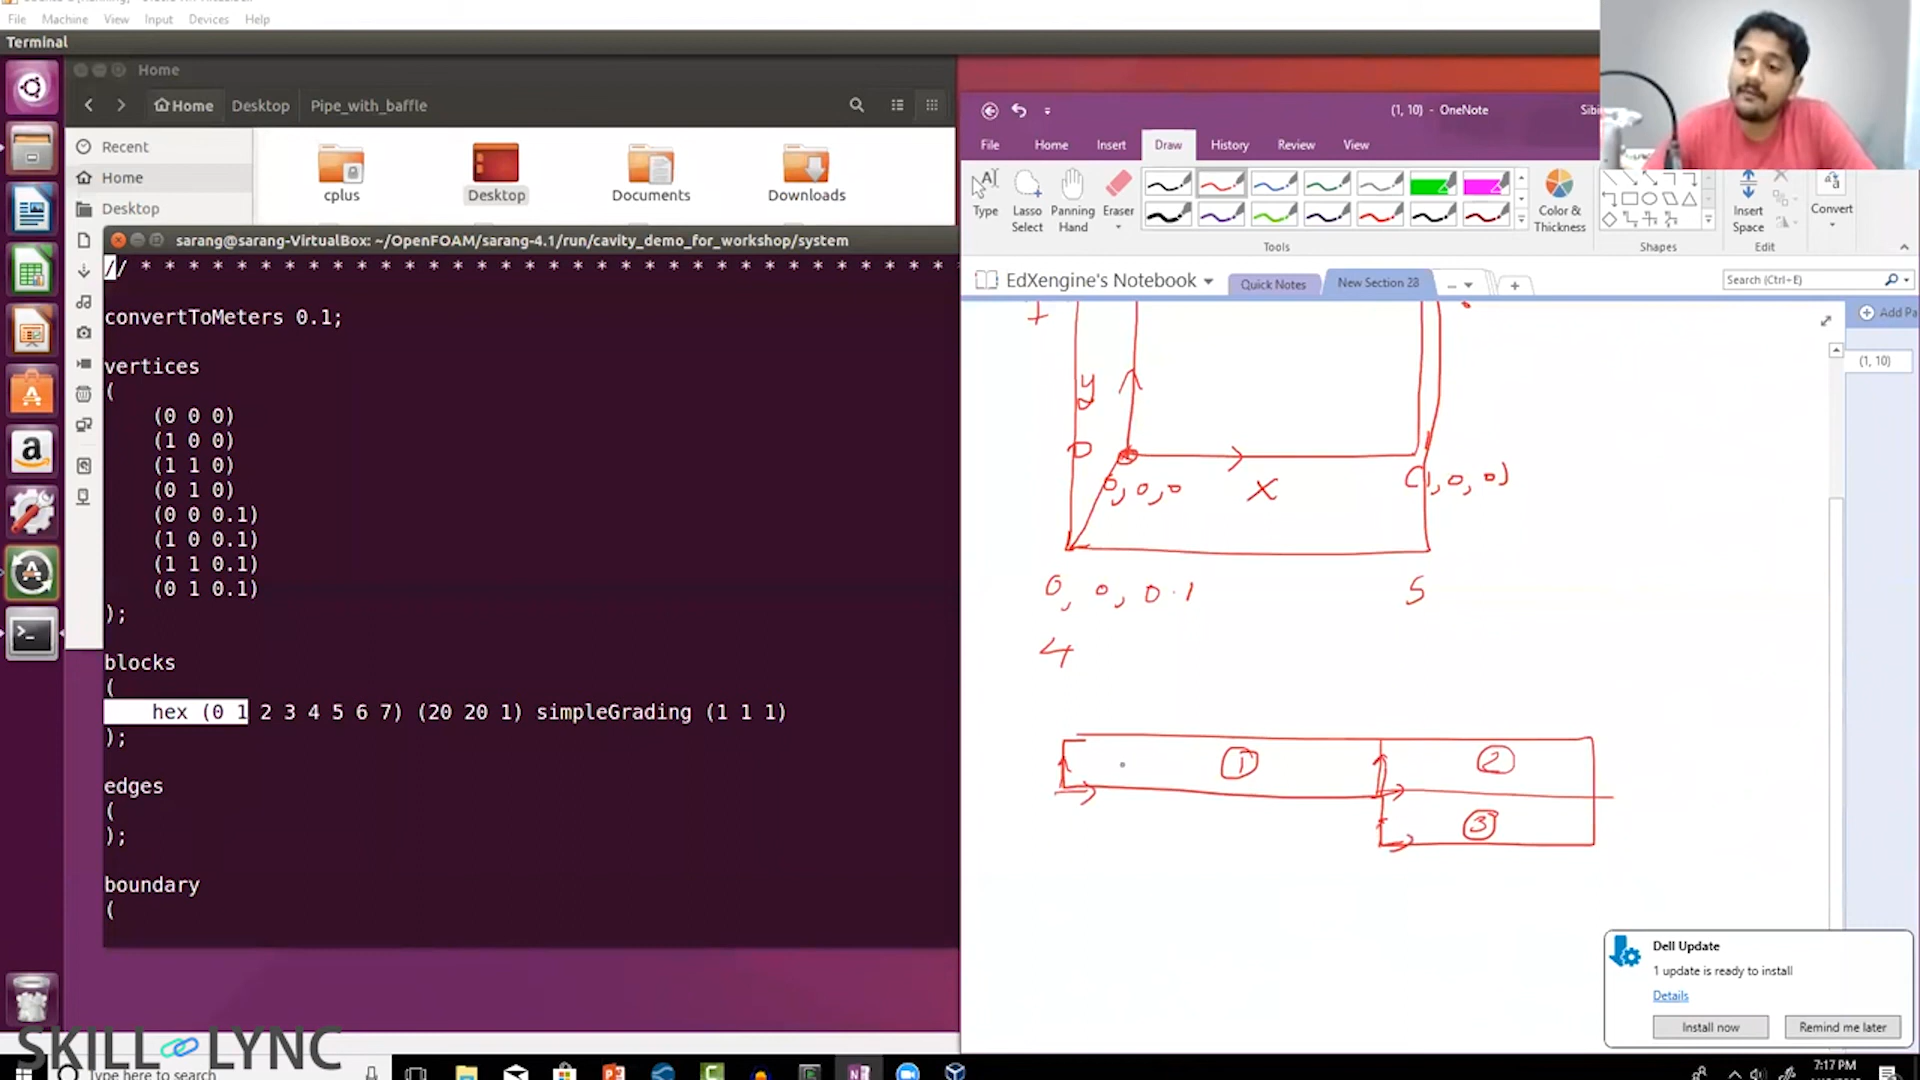 File Machine View Input Devices Help
Terminal
Home
Home Desktop Pipe_with_baffle
Recent
Home
Desktop
cplus Desktop Documents Downloads
sarang@sarang-VirtualBox: ~/OpenFOAM/sarang-4.1/run/cavity_demo_for_workshop/system
// * * * * * * * * * * * * * * * * * * * * * * * * * * * * * * * * * *
convertToMeters 0.1;
vertices
(
(0 0 0)
(1 0 0)
(1 1 0)
(0 1 0)
(0 0 0.1)
(1 0 0.1)
(1 1 0.1)
(0 1 0.1)
);
blocks
(
hex (0 1 2 3 4 5 6 7) (20 20 1) simpleGrading (1 1 1)
);
edges
(
);
boundary
(
(1, 10) - OneNote
File Home Insert Draw History Review View
Type
Lasso Select
Panning Hand
Eraser
Color & Thickness
Insert Space
Convert
Tools Shapes Edit
EdXengine's Notebook Quick Notes New Section 28
Search (Ctrl+E)
Add Pa
(1, 10)
y
0
0, 0, 0 X (1, 0, 0)
0, 0, 0.1 5
4
1 2
3
Dell Update
1 update is ready to install
Details
Install now Remind me later
SKILL LYNC
Type here to search
7:17 PM